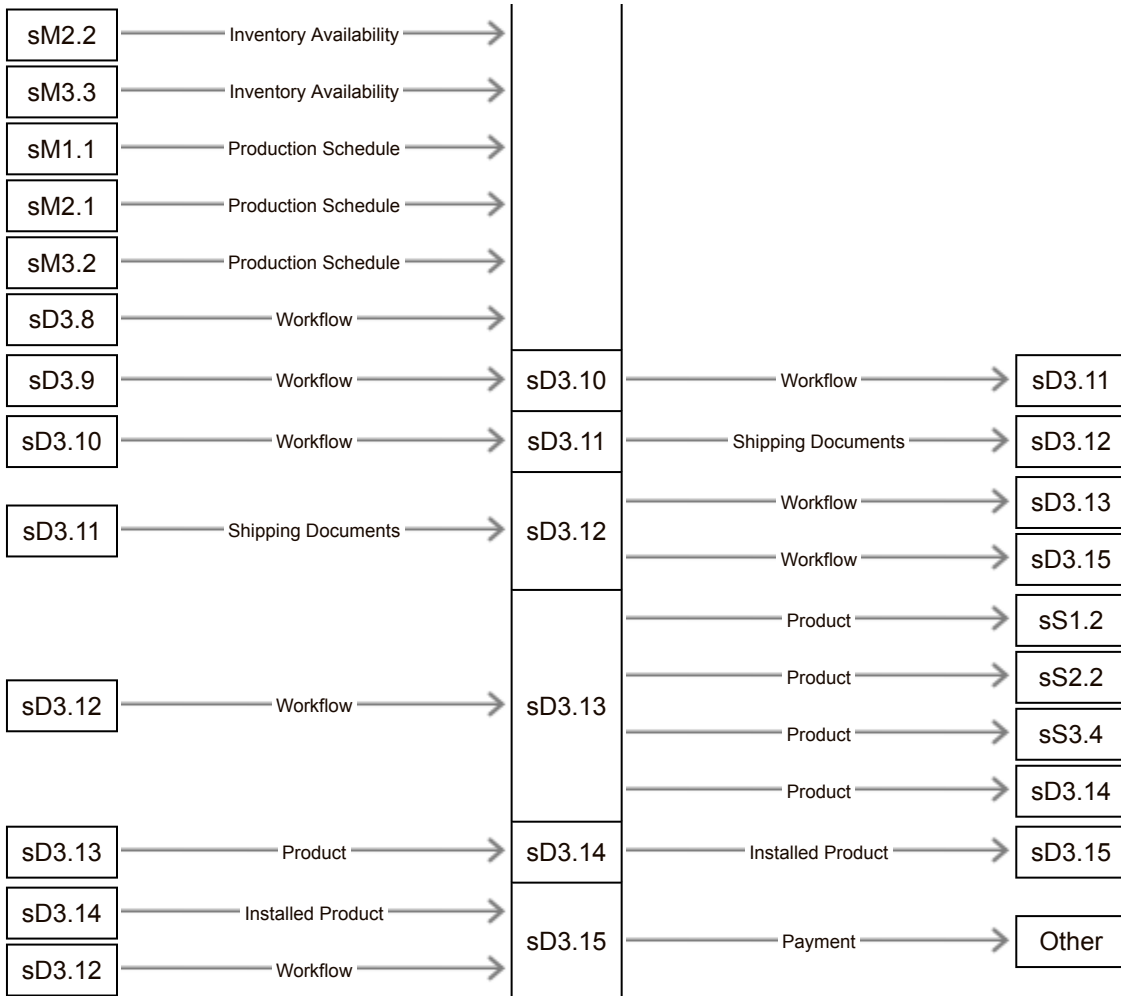 sM2.2 Inventory Availability
sM3.3 Inventory Availability
sM1.1 Production Schedule
sM2.1 Production Schedule
sM3.2 Production Schedule
sD3.8 Workflow
sD3.9 Workflow sD3.10 Workflow sD3.11
sD3.10 Workflow sD3.11 Shipping Documents sD3.12
Workflow sD3.13
sD3.11 Shipping Documents sD3.12
Workflow sD3.15
Product sS1.2
Product sS2.2
sD3.12 Workflow sD3.13
Product sS3.4
Product sD3.14
sD3.13 Product sD3.14 Installed Product sD3.15
sD3.14 Installed Product
sD3.15 Payment Other
sD3.12 Workflow